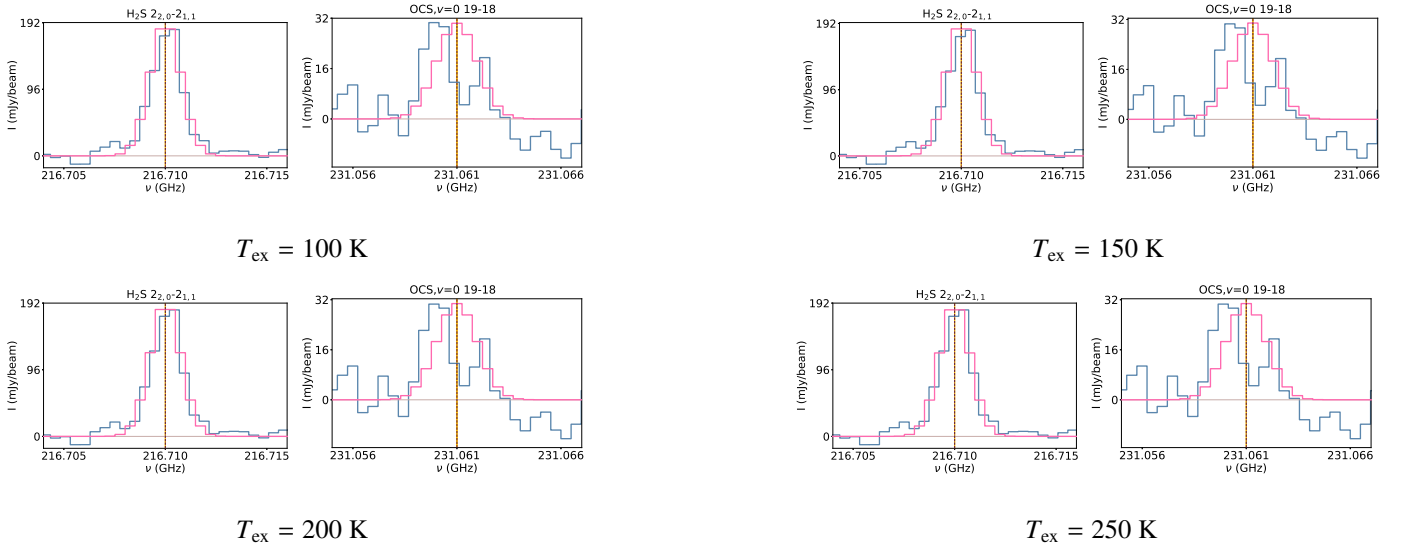 H₂S 2₂,₀-2₁,₁
192
96
0
I (mJy/beam)
216.705 216.710 216.715
ν (GHz)
OCS,v=0 19-18
32
16
0
I (mJy/beam)
231.056 231.061 231.066
ν (GHz)
H₂S 2₂,₀-2₁,₁
192
96
0
I (mJy/beam)
216.705 216.710 216.715
ν (GHz)
OCS,v=0 19-18
32
16
0
I (mJy/beam)
231.056 231.061 231.066
ν (GHz)
T_ex = 100 K
T_ex = 150 K
H₂S 2₂,₀-2₁,₁
192
96
0
I (mJy/beam)
216.705 216.710 216.715
ν (GHz)
OCS,v=0 19-18
32
16
0
I (mJy/beam)
231.056 231.061 231.066
ν (GHz)
H₂S 2₂,₀-2₁,₁
192
96
0
I (mJy/beam)
216.705 216.710 216.715
ν (GHz)
OCS,v=0 19-18
32
16
0
I (mJy/beam)
231.056 231.061 231.066
ν (GHz)
T_ex = 200 K
T_ex = 250 K